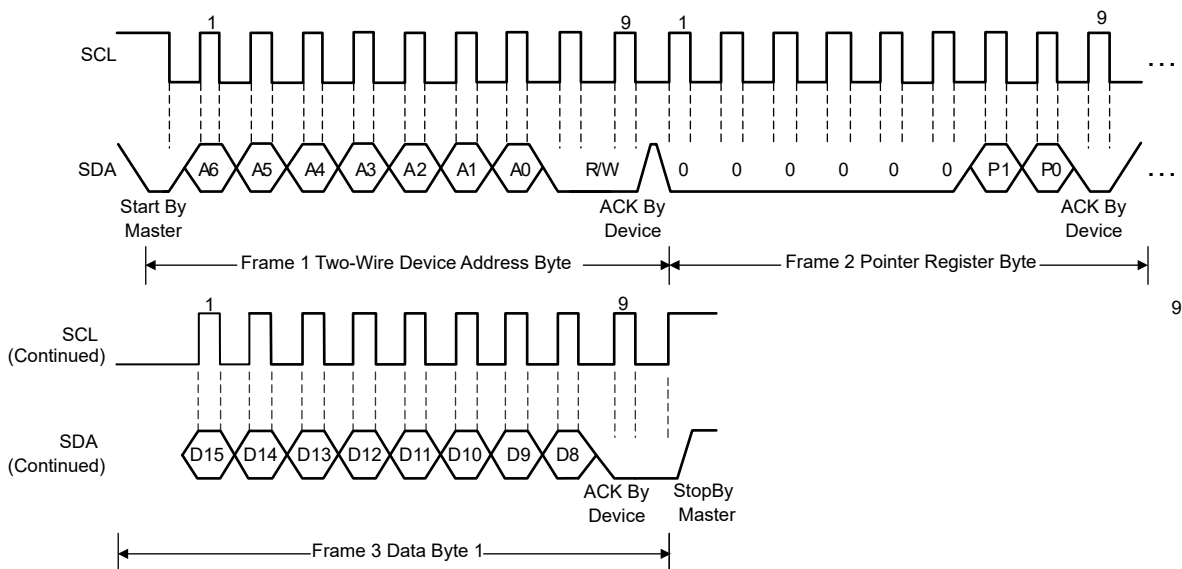 1 9 1 9
SCL ...
SDA A6 A5 A4 A3 A2 A1 A0 R/W 0 0 0 0 0 0 P1 P0 ...
Start By
Master
ACK By
Device
ACK By
Device
Frame 1 Two-Wire Device Address Byte
Frame 2 Pointer Register Byte
1 9 9
SCL
(Continued)
SDA
(Continued)
D15 D14 D13 D12 D11 D10 D9 D8
ACK By
Device
StopBy
Master
Frame 3 Data Byte 1